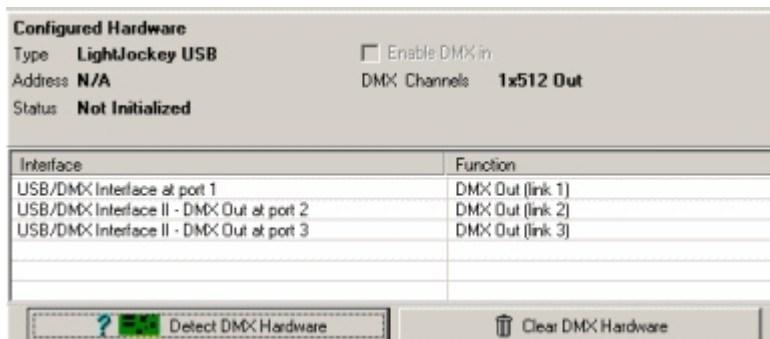 Configured Hardware
Type LightJockey USB Enable DMX in
Address N/A DMX Channels 1x512 Out
Status Not Initialized
Interface Function
USB/DMX Interface at port 1 DMX Out (link 1)
USB/DMX Interface II - DMX Out at port 2 DMX Out (link 2)
USB/DMX Interface II - DMX Out at port 3 DMX Out (link 3)
? Detect DMX Hardware Clear DMX Hardware